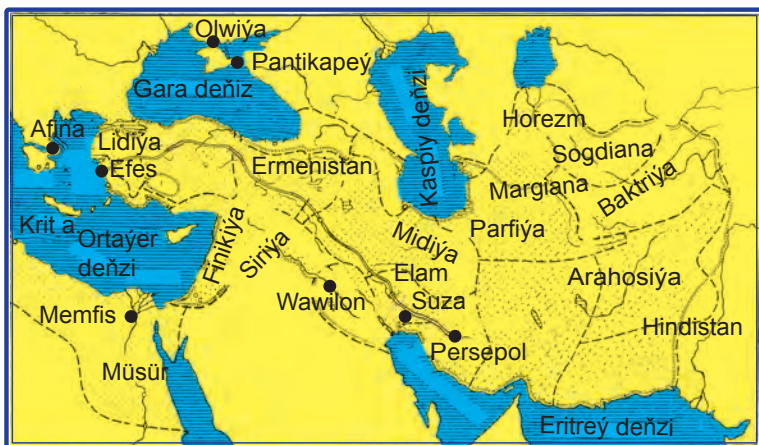 Olwiýa
Pantikapeý
Gara deňiz
Afina
Lidiýa
Efes
Ermenistan
Kaspiy deňzi
Horezm
Sogdiana
Margiana
Baktriýa
Parfiýa
Krit a
Ortaýer
deňzi
Finikiýa
Siriýa
Midiýa
Elam
Suza
Wawilon
Arahosiýa
Memfis
Persepol
Hindistan
Müsür
Eritreý deňzi